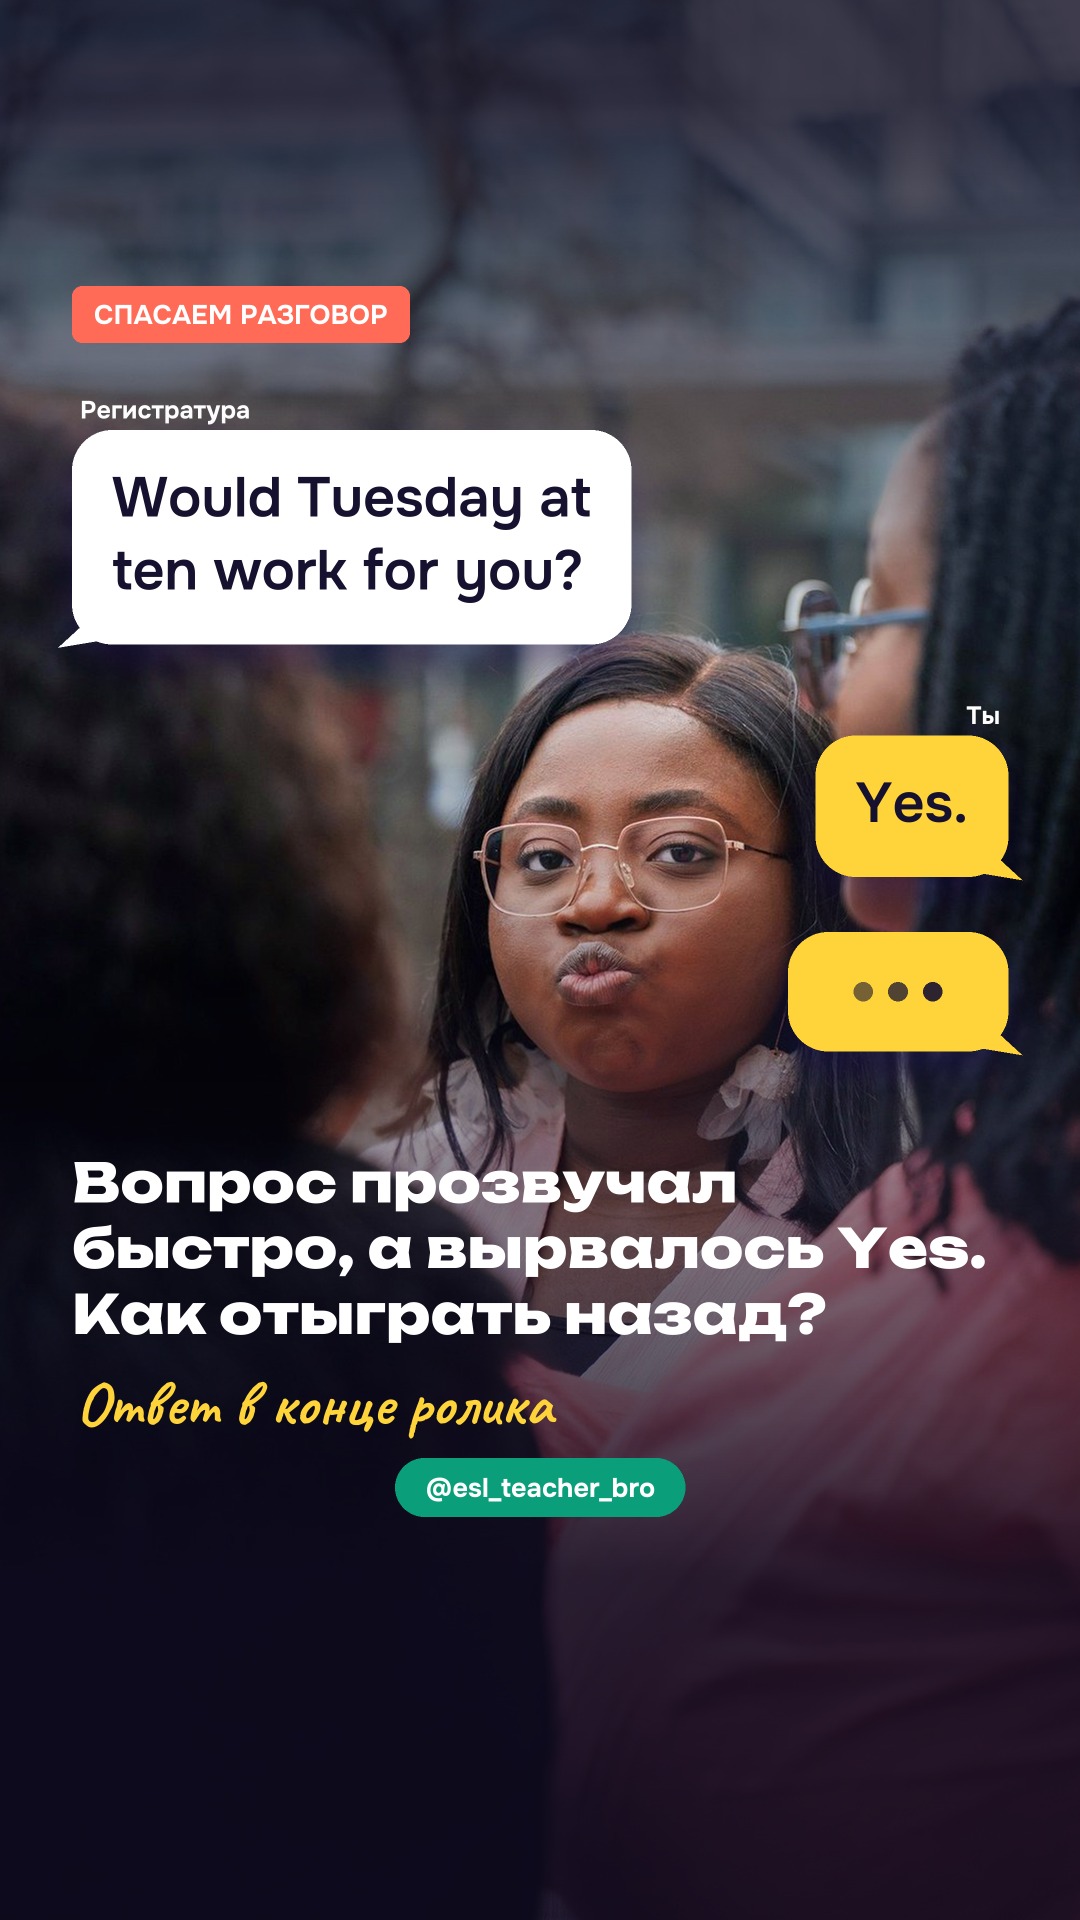 СПАСАЕМ РАЗГОВОР
Регистратура
Would Tuesday at
ten work for you?
Ты
Yes.
Вопрос прозвучал
быстро, а вырвалось Yes.
Как отыграть назад?
Ответ в конце ролика
@esl_teacher_bro